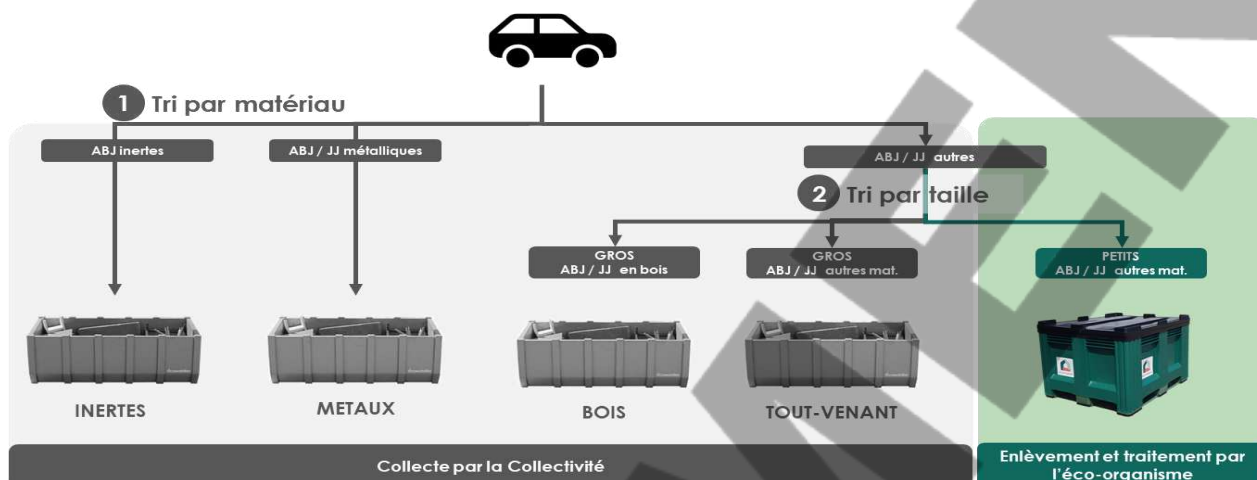 1 Tri par matériau
ABJ inertes
ABJ / JJ métalliques
ABJ / JJ autres
2 Tri par taille
GROS
ABJ / JJ en bois
GROS
ABJ / JJ autres mat.
PETITS
ABJ / JJ autres mat.
INERTES
METAUX
BOIS
TOUT-VENANT
Collecte par la Collectivité
Enlèvement et traitement par
l'éco-organisme